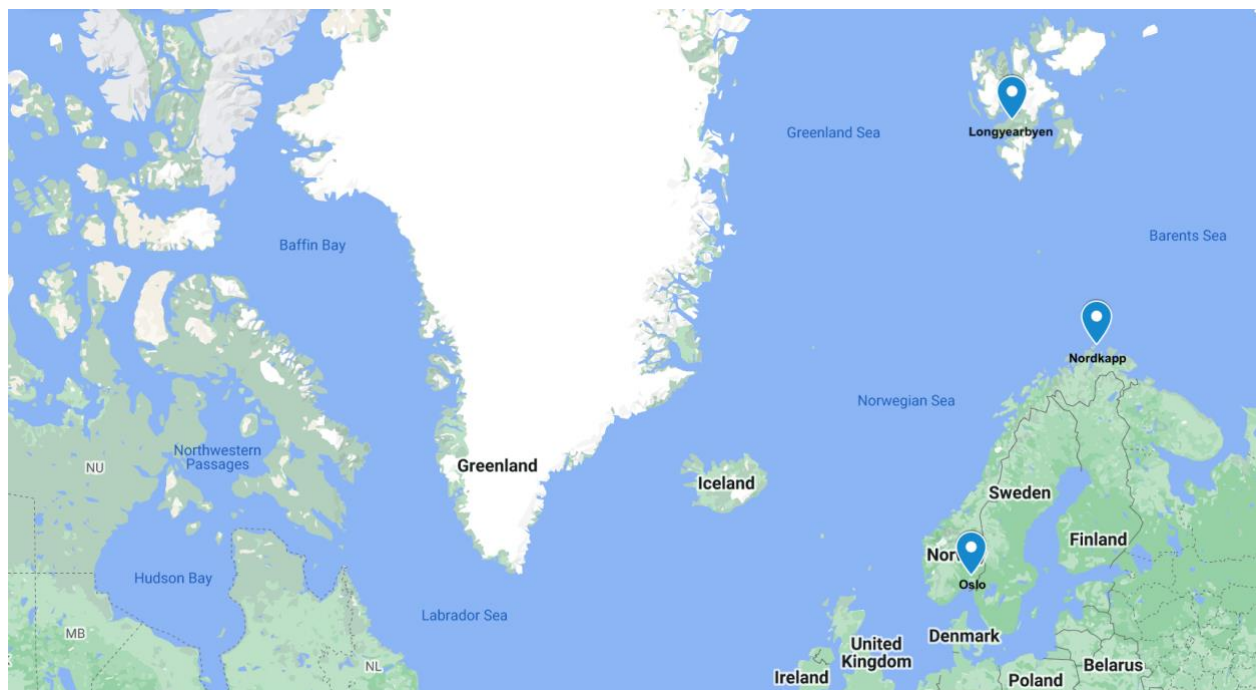 Greenland Sea
Longyearbyen
Baffin Bay
Barents Sea
Nordkapp
Norwegian Sea
Northwestern
Passages
NU
Greenland
Iceland
Sweden
Finland
Oslo
Hudson Bay
Labrador Sea
MB
NL
Denmark
United
Kingdom
Ireland
Belarus
Poland